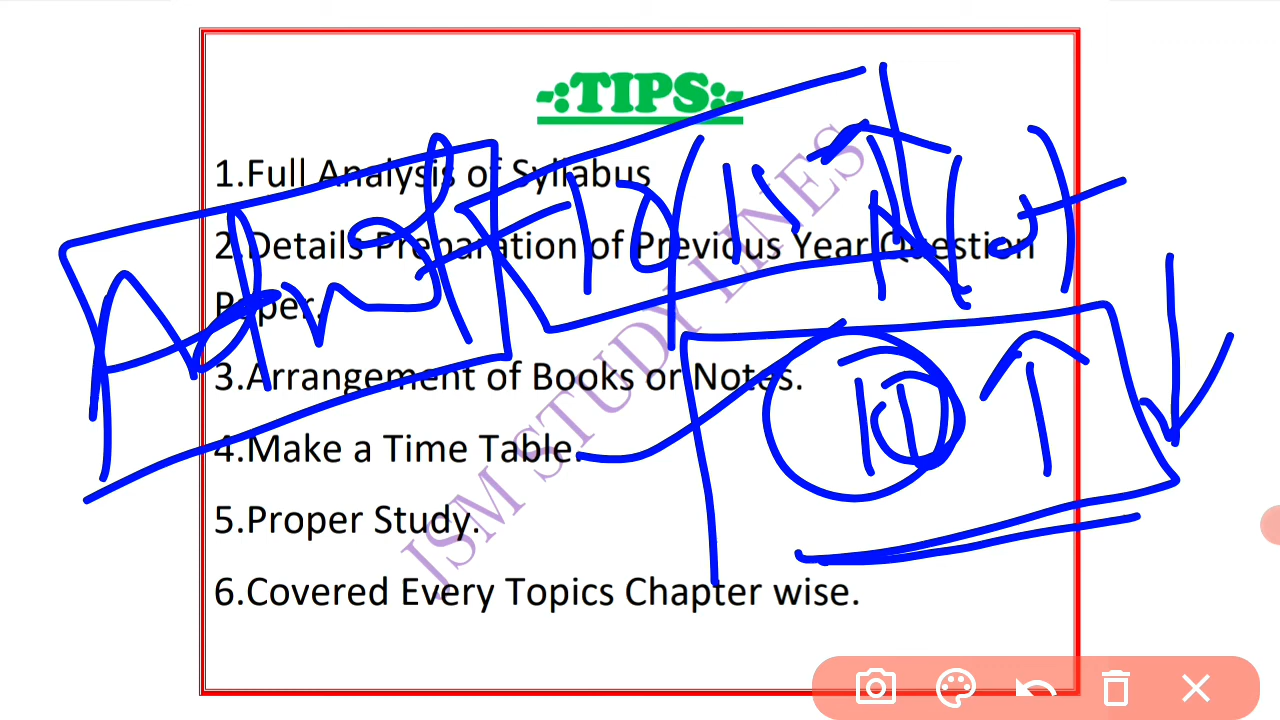 -:TIPS:-
1.Full Analysis of Syllabus
2.Details Preparation of Previous Year Question
Paper.
3.Arrangement of Books or Notes.
4.Make a Time Table.
5.Proper Study.
6.Covered Every Topics Chapter wise.
JSM STUDY LINES